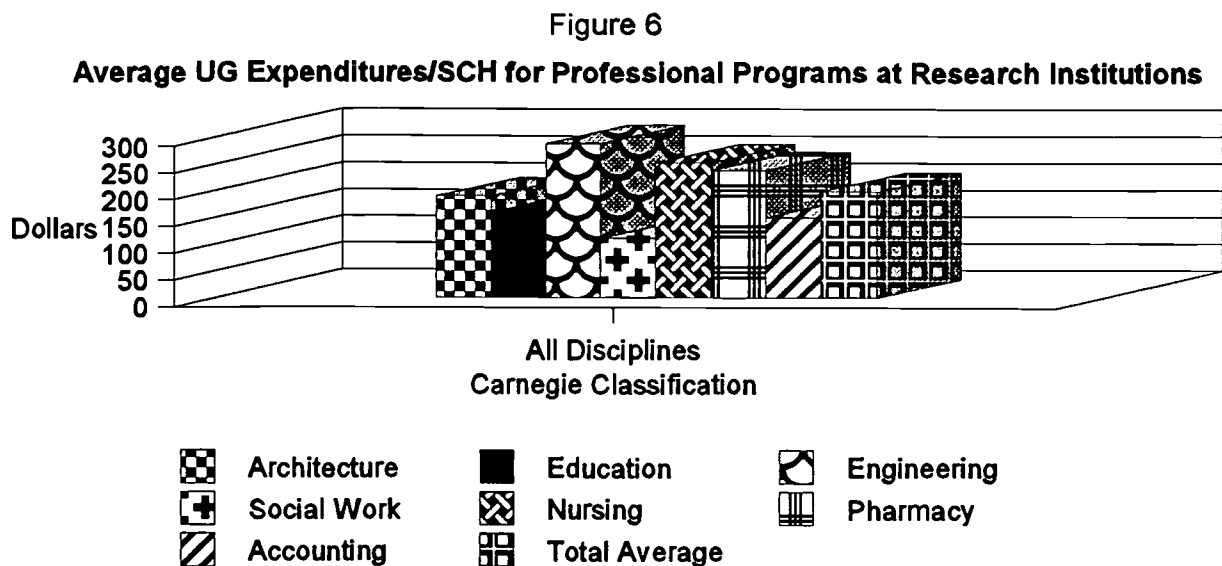 Figure 6
Average UG Expenditures/SCH for Professional Programs at Research Institutions
300
250
200
Dollars 150
100
50
0
All Disciplines
Carnegie Classification
Architecture Education Engineering
Social Work Nursing Pharmacy
Accounting Total Average